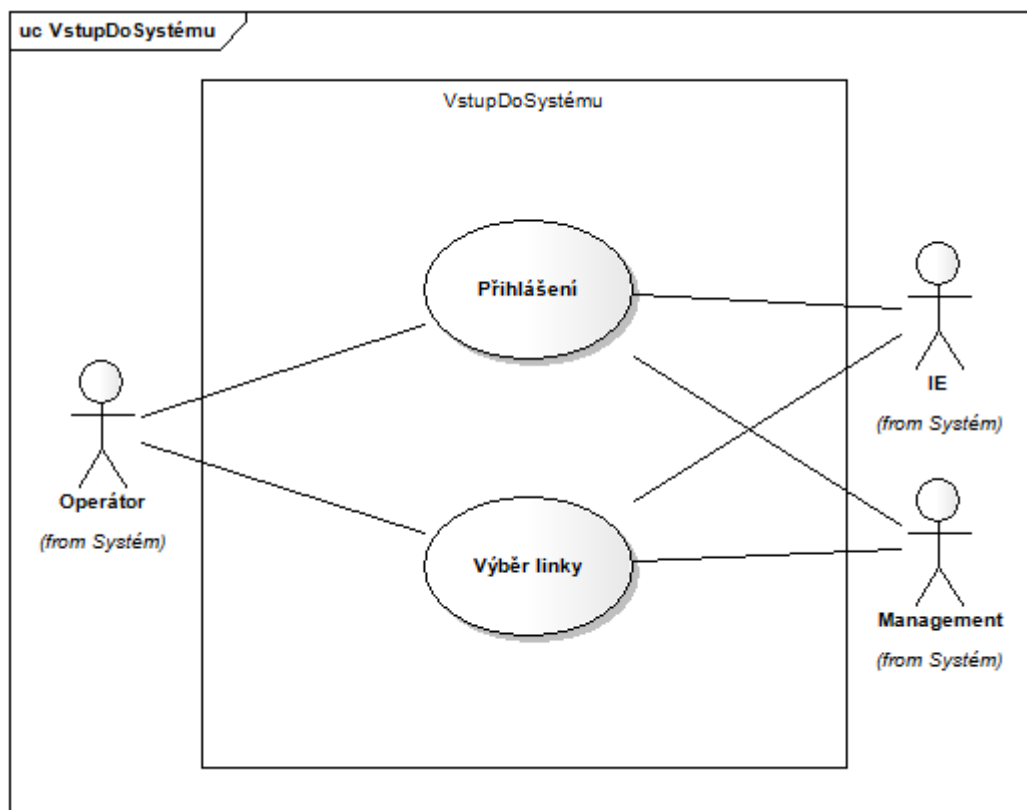 uc VstupDoSystému
VstupDoSystému
Přihlášení
IE
(from Systém)
Operátor
(from Systém)
Výběr linky
Management
(from Systém)